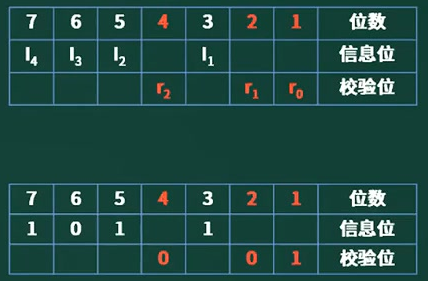 7 6 5 4 3 2 1 位数
I₄ I₃ I₂ I₁ 信息位
r₂ r₁ r₀ 校验位
7 6 5 4 3 2 1 位数
1 0 1 1 信息位
0 0 1 校验位